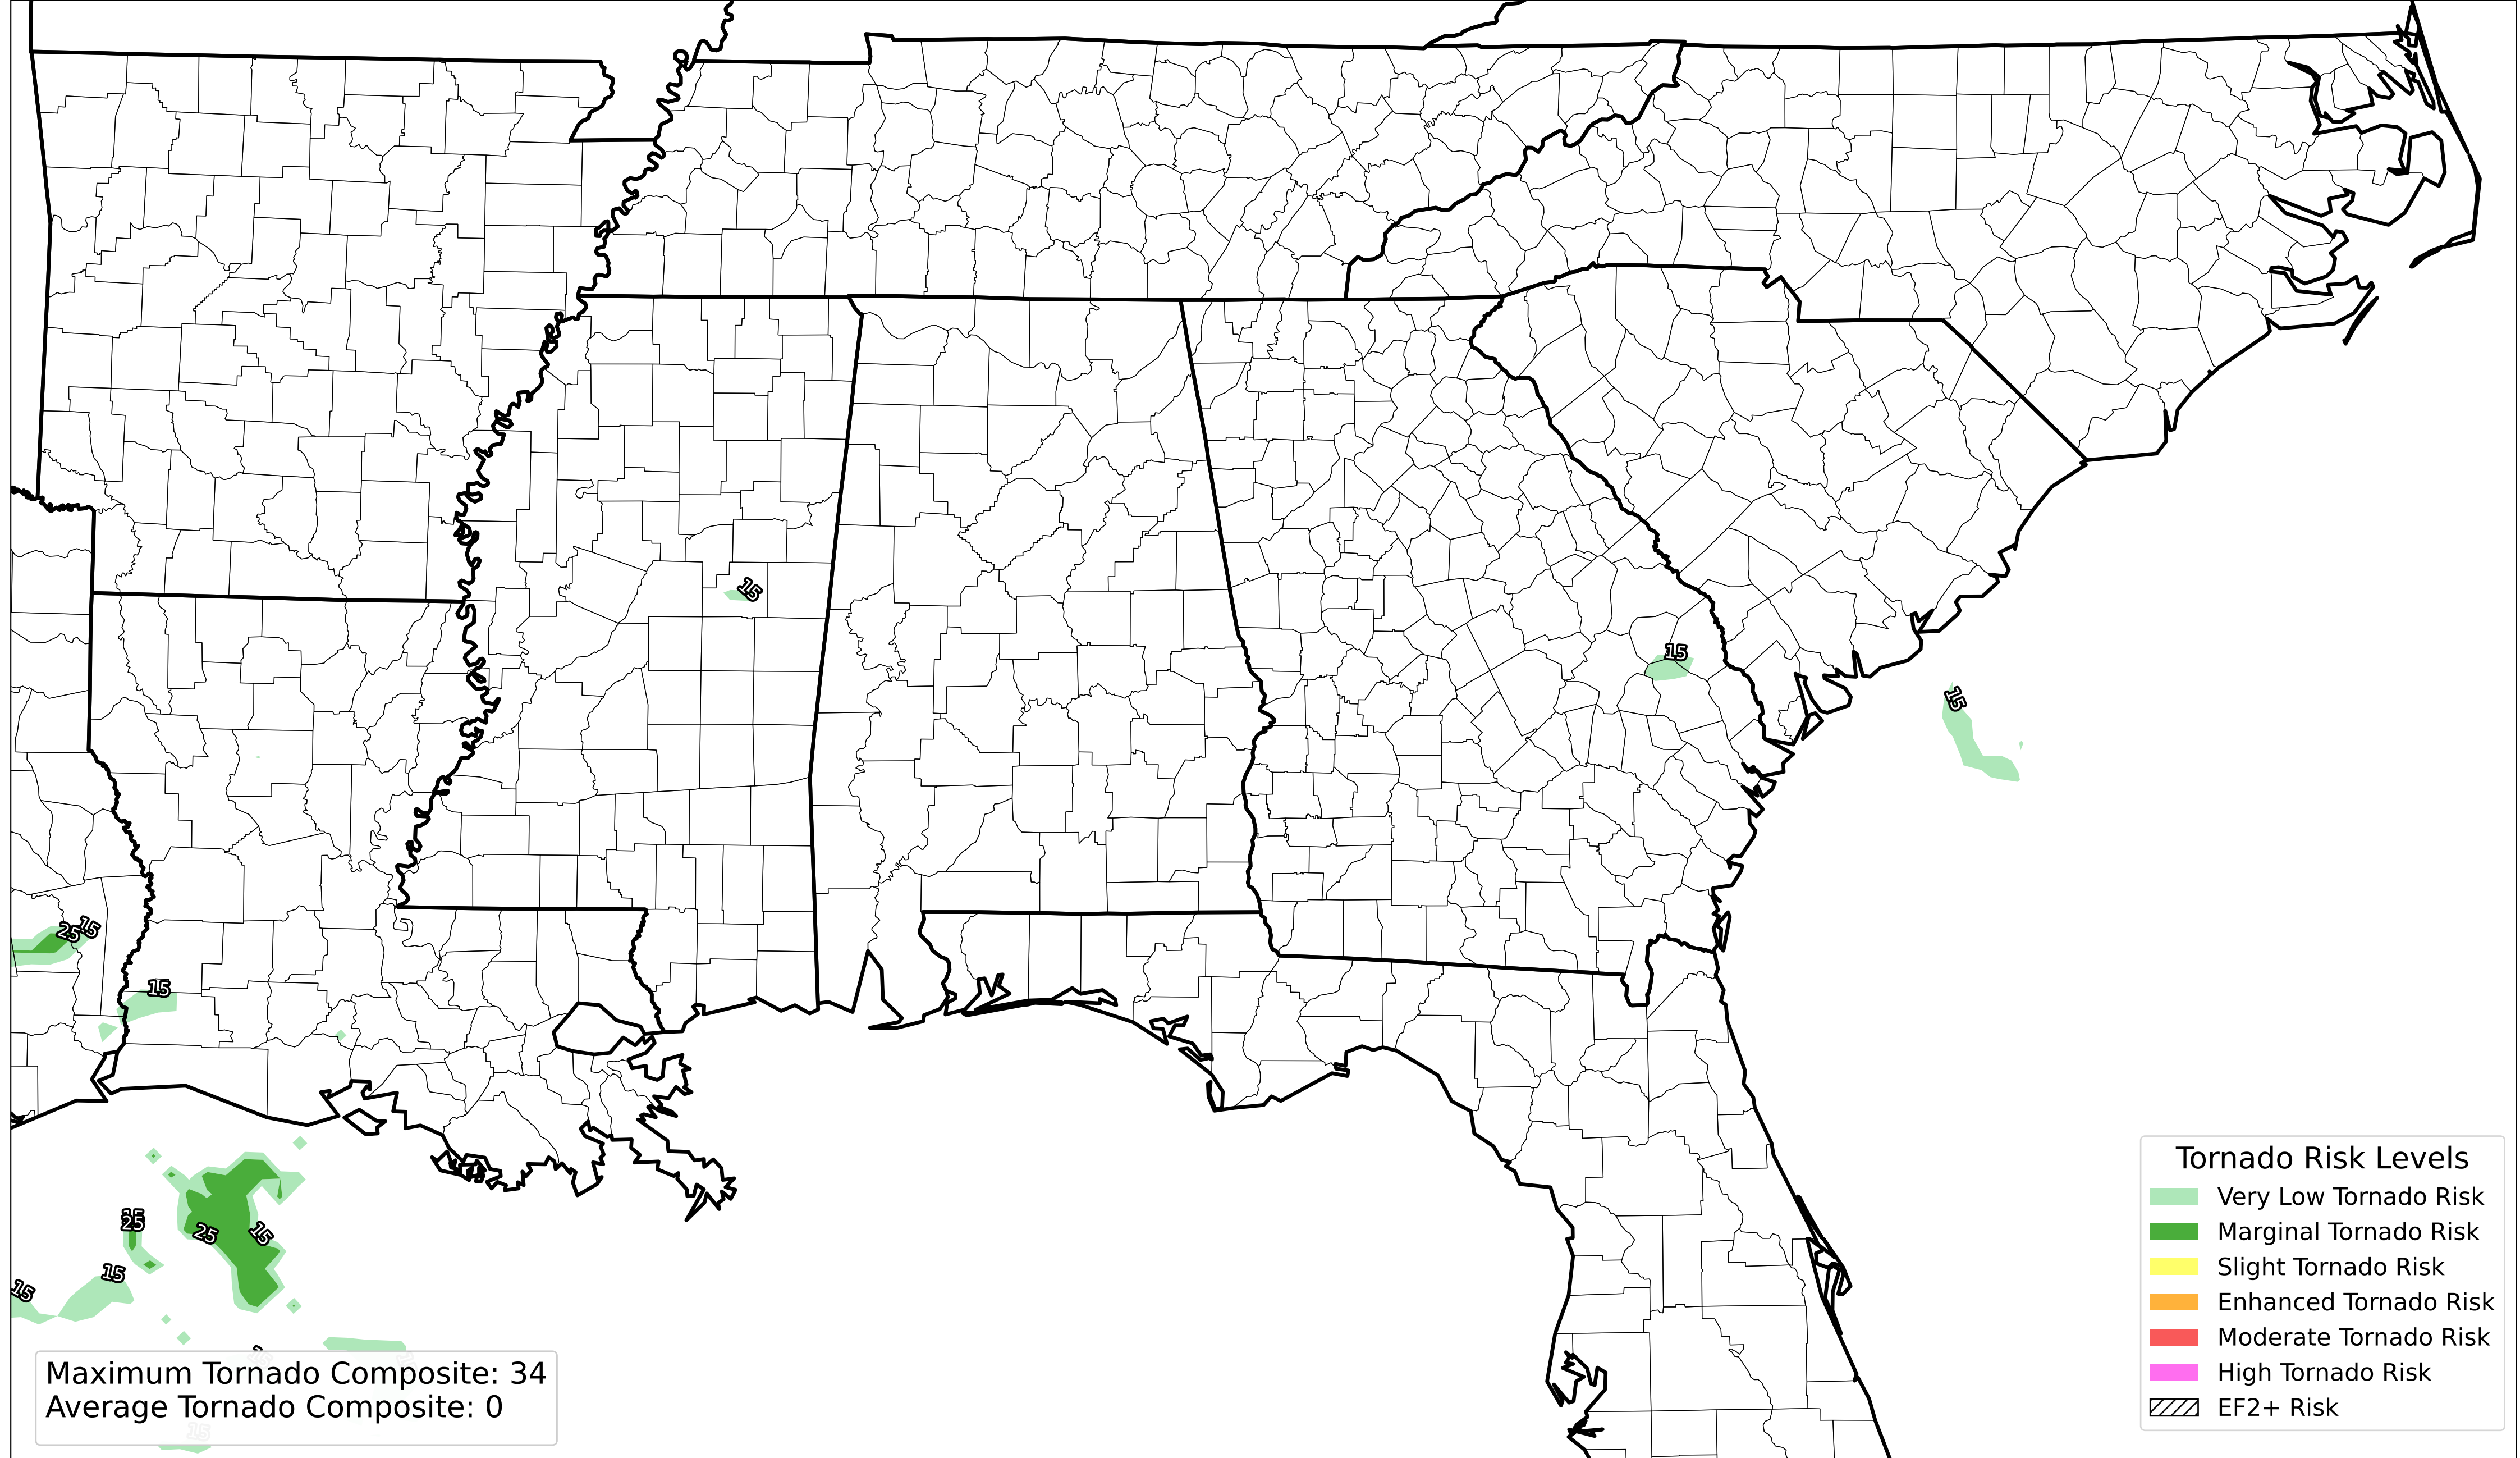 15
15
15
15
25
15
15
25
25
15
15
15
Tornado Risk Levels
Very Low Tornado Risk
Marginal Tornado Risk
Slight Tornado Risk
Enhanced Tornado Risk
Moderate Tornado Risk
High Tornado Risk
EF2+ Risk
Maximum Tornado Composite: 34
Average Tornado Composite: 0
15